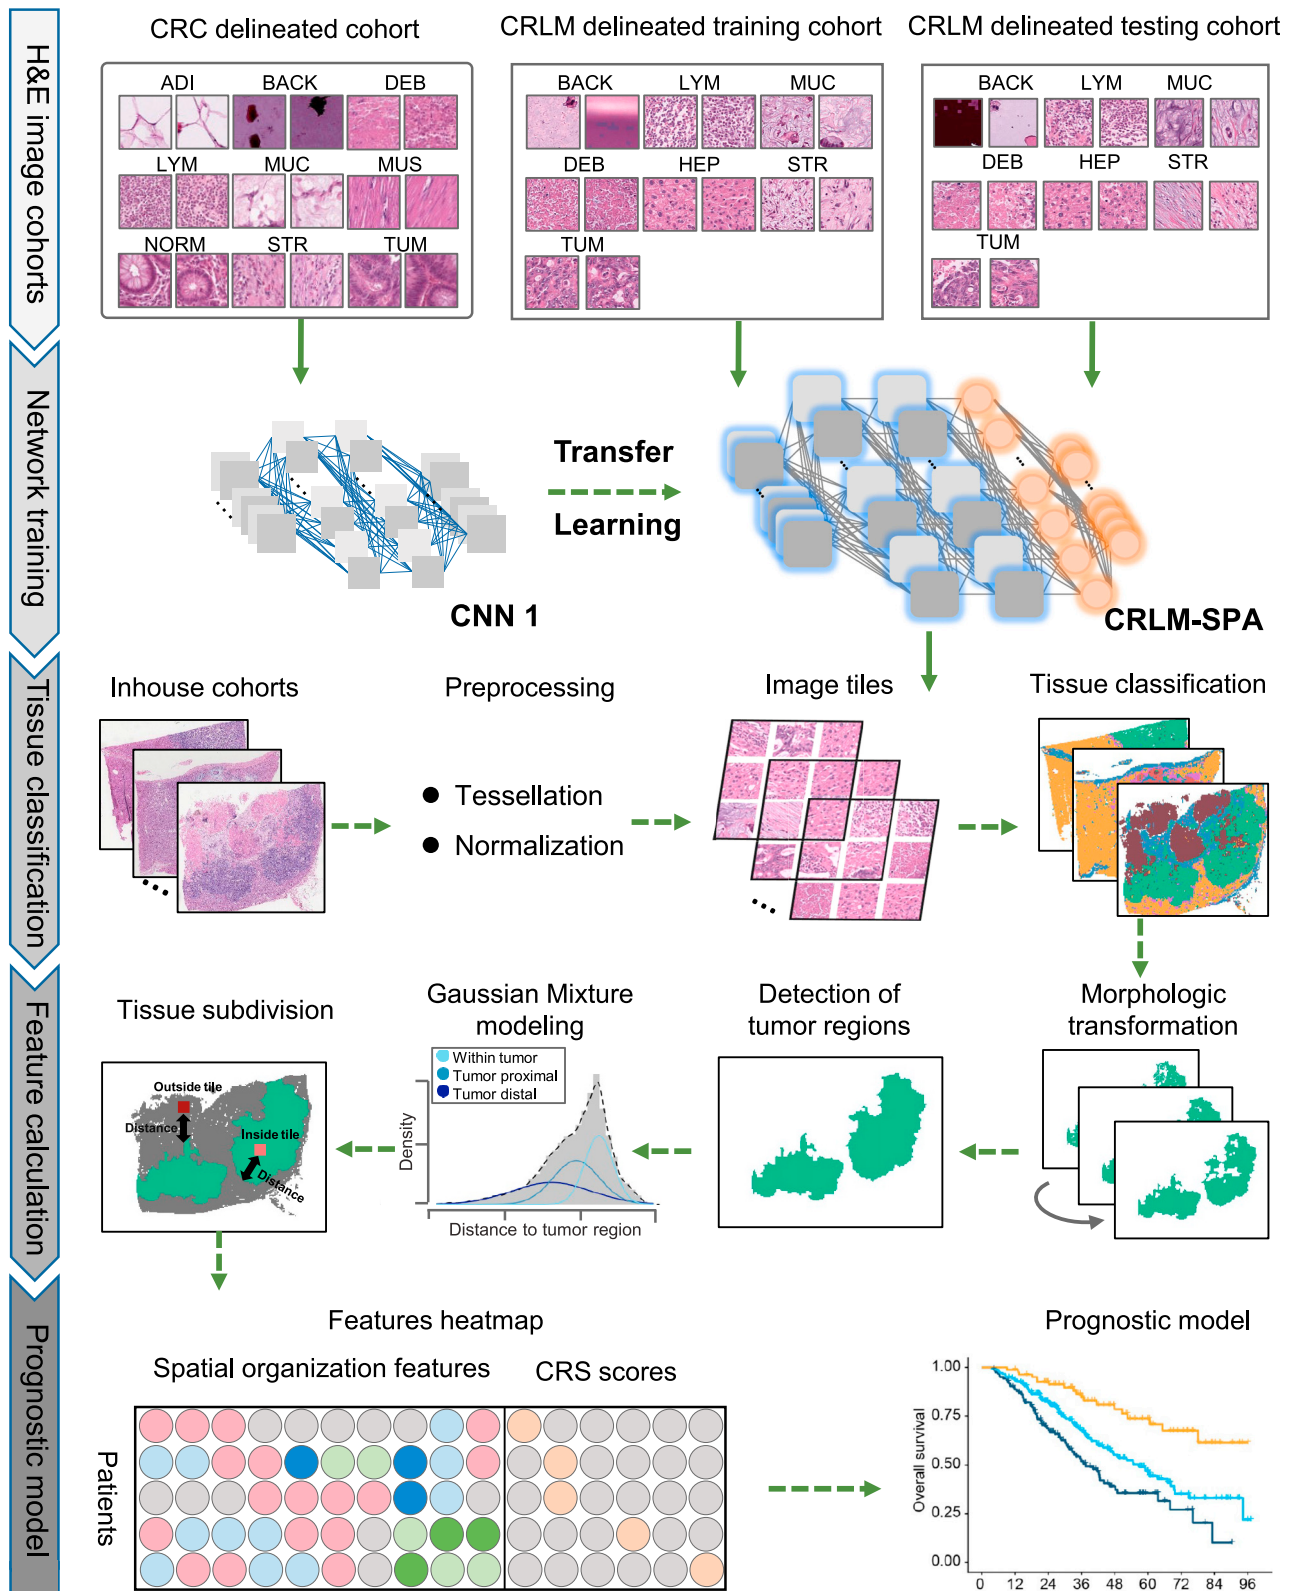 H&E image cohorts
CRC delineated cohort
CRLM delineated training cohort
CRLM delineated testing cohort
ADI BACK DEB
LYM MUC MUS
NORM STR TUM
BACK LYM MUC
DEB HEP STR
TUM
BACK LYM MUC
DEB HEP STR
TUM
Network training
Transfer
Learning
CNN 1
CRLM-SPA
Tissue classification
Inhouse cohorts
Preprocessing
Image tiles
Tissue classification
• Tessellation
• Normalization
Feature calculation
Tissue subdivision
Gaussian Mixture
modeling
Detection of
tumor regions
Morphologic
transformation
Outside tile
Distance
Inside tile
Distance
Within tumor
Tumor proximal
Tumor distal
Density
Distance to tumor region
Prognostic model
Features heatmap
Spatial organization features
CRS scores
Patients
Prognostic model
Overall survival
1.00
0.75
0.50
0.25
0.00
0 12 24 36 48 60 72 84 96